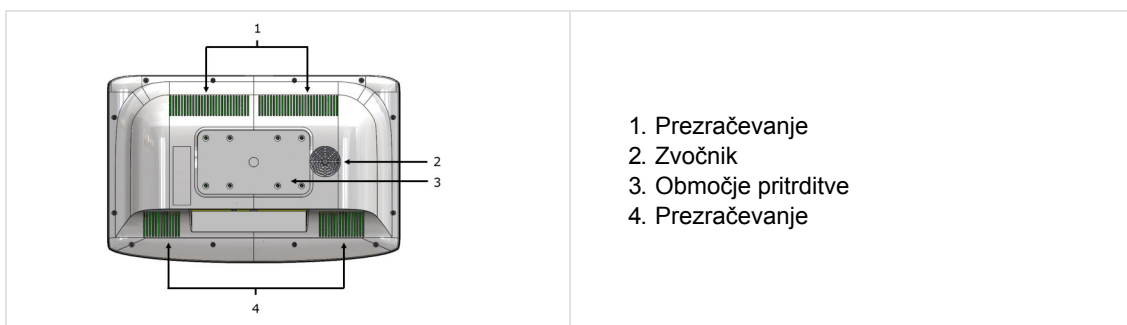 1
2
3
4
1. Prezračevanje
2. Zvočnik
3. Območje pritrditve
4. Prezračevanje